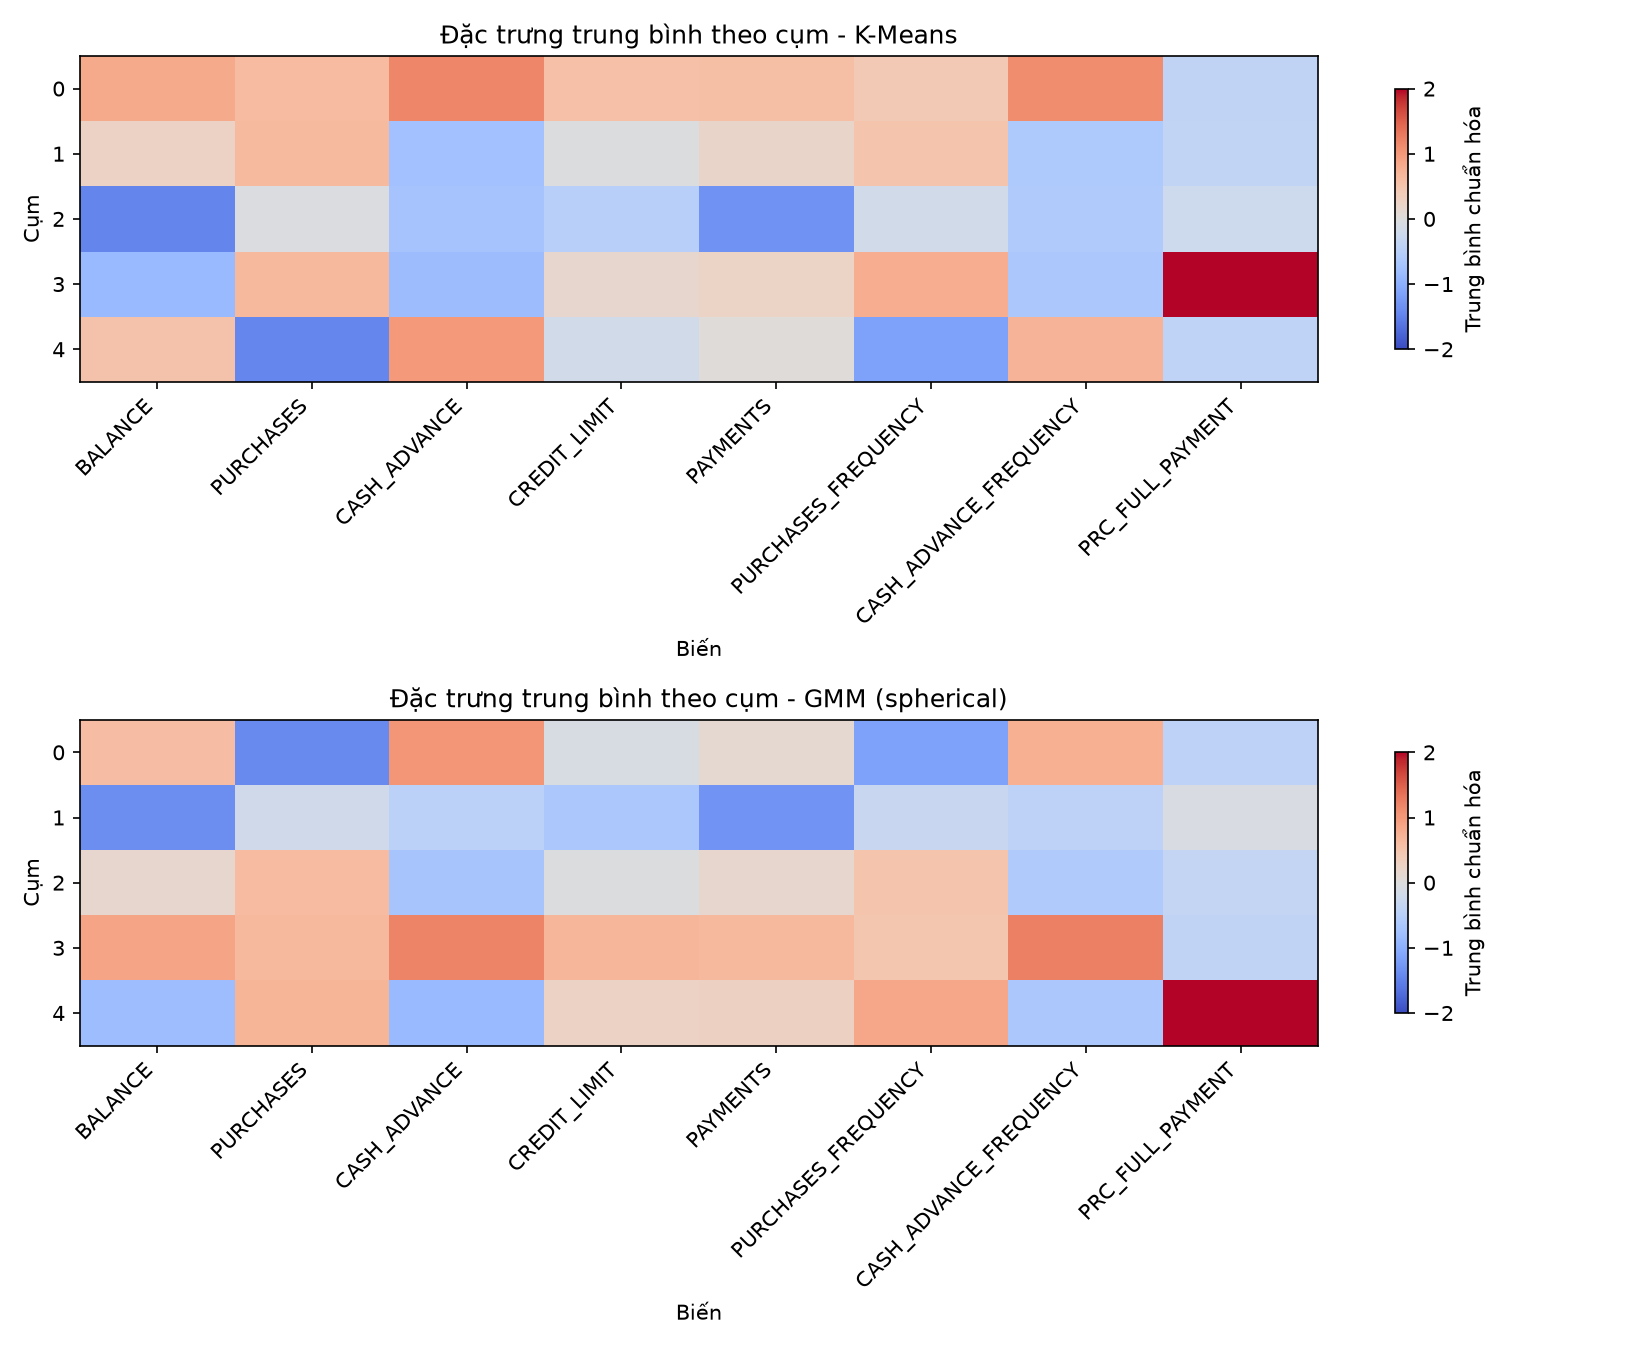 Đặc trưng trung bình theo cụm - K-Means
Cụm
0
1
2
3
4
BALANCE
PURCHASES
CASH_ADVANCE
CREDIT_LIMIT
PAYMENTS
PURCHASES_FREQUENCY
CASH_ADVANCE_FREQUENCY
PRC_FULL_PAYMENT
Biến
2
1
0
−1
−2
Trung bình chuẩn hóa
Đặc trưng trung bình theo cụm - GMM (spherical)
Cụm
0
1
2
3
4
BALANCE
PURCHASES
CASH_ADVANCE
CREDIT_LIMIT
PAYMENTS
PURCHASES_FREQUENCY
CASH_ADVANCE_FREQUENCY
PRC_FULL_PAYMENT
Biến
2
1
0
−1
−2
Trung bình chuẩn hóa